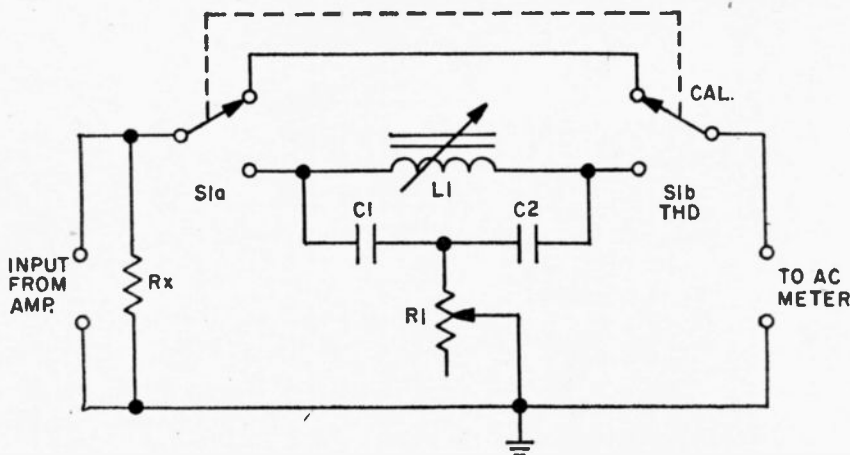 CAL.
S1a
L1
S1b
THD
C1
C2
INPUT
FROM
AMP.
Rx
R1
TO AC
METER